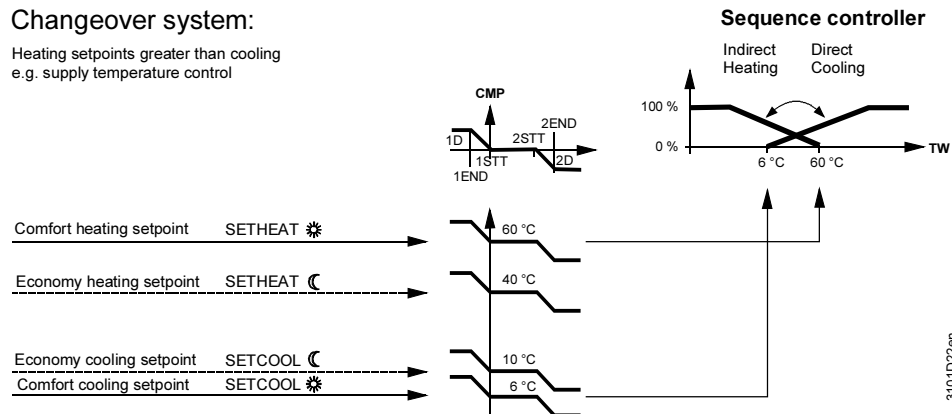 Changeover system:
Heating setpoints greater than cooling
e.g. supply temperature control
Sequence controller
Indirect Heating
Direct Cooling
100 %
0 %
6 °C
60 °C
TW
CMP
1D
1STT
1END
2STT
2END
2D
Comfort heating setpoint SETHEAT
60 °C
Economy heating setpoint SETHEAT
40 °C
Economy cooling setpoint SETCOOL
10 °C
Comfort cooling setpoint SETCOOL
6 °C